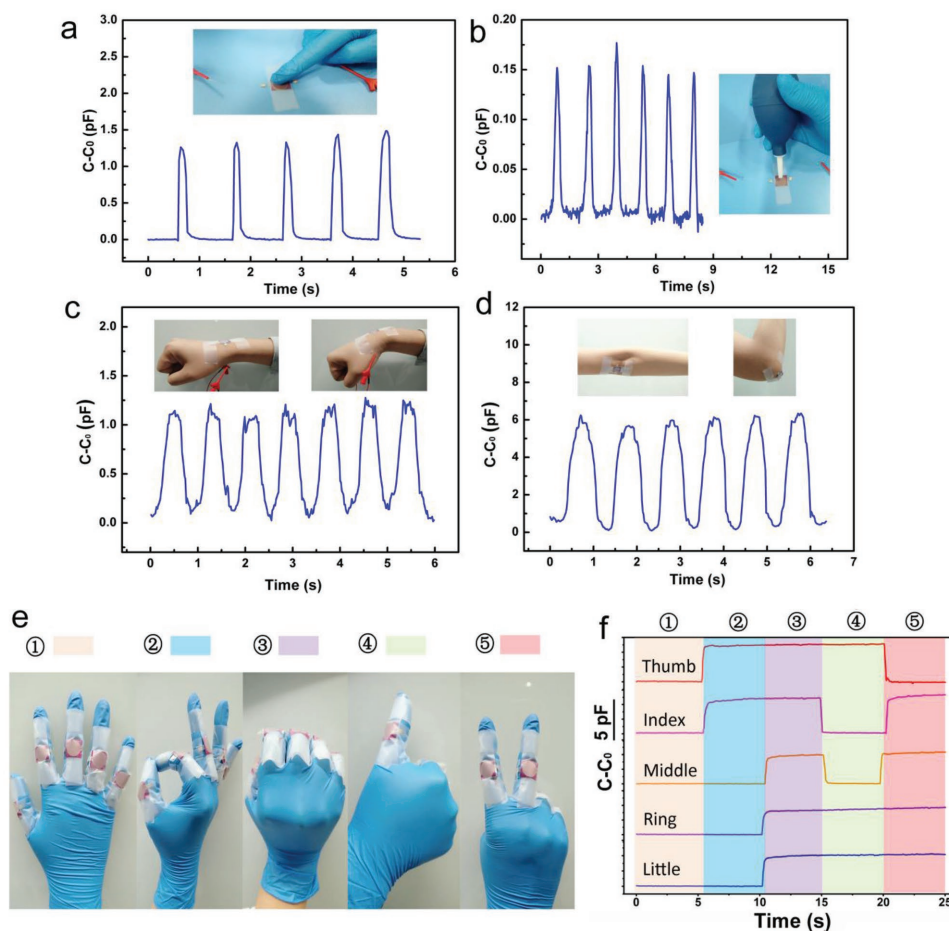 a
3.0
2.5
2.0
1.5
1.0
0.5
0.0
C-C₀ (pF)
0 1 2 3 4 5 6
Time (s)
b
0.20
0.15
0.10
0.05
0.00
C-C₀ (pF)
0 3 6 9 12 15
Time (s)
c
2.0
1.5
1.0
0.5
0.0
C-C₀ (pF)
0 1 2 3 4 5 6
Time (s)
d
12
10
8
6
4
2
0
C-C₀ (pF)
0 1 2 3 4 5 6 7
Time (s)
e
① ② ③ ④ ⑤
f
① ② ③ ④ ⑤
Thumb
Index
Middle
Ring
Little
C-C₀
5 pF
0 5 10 15 20 25
Time (s)